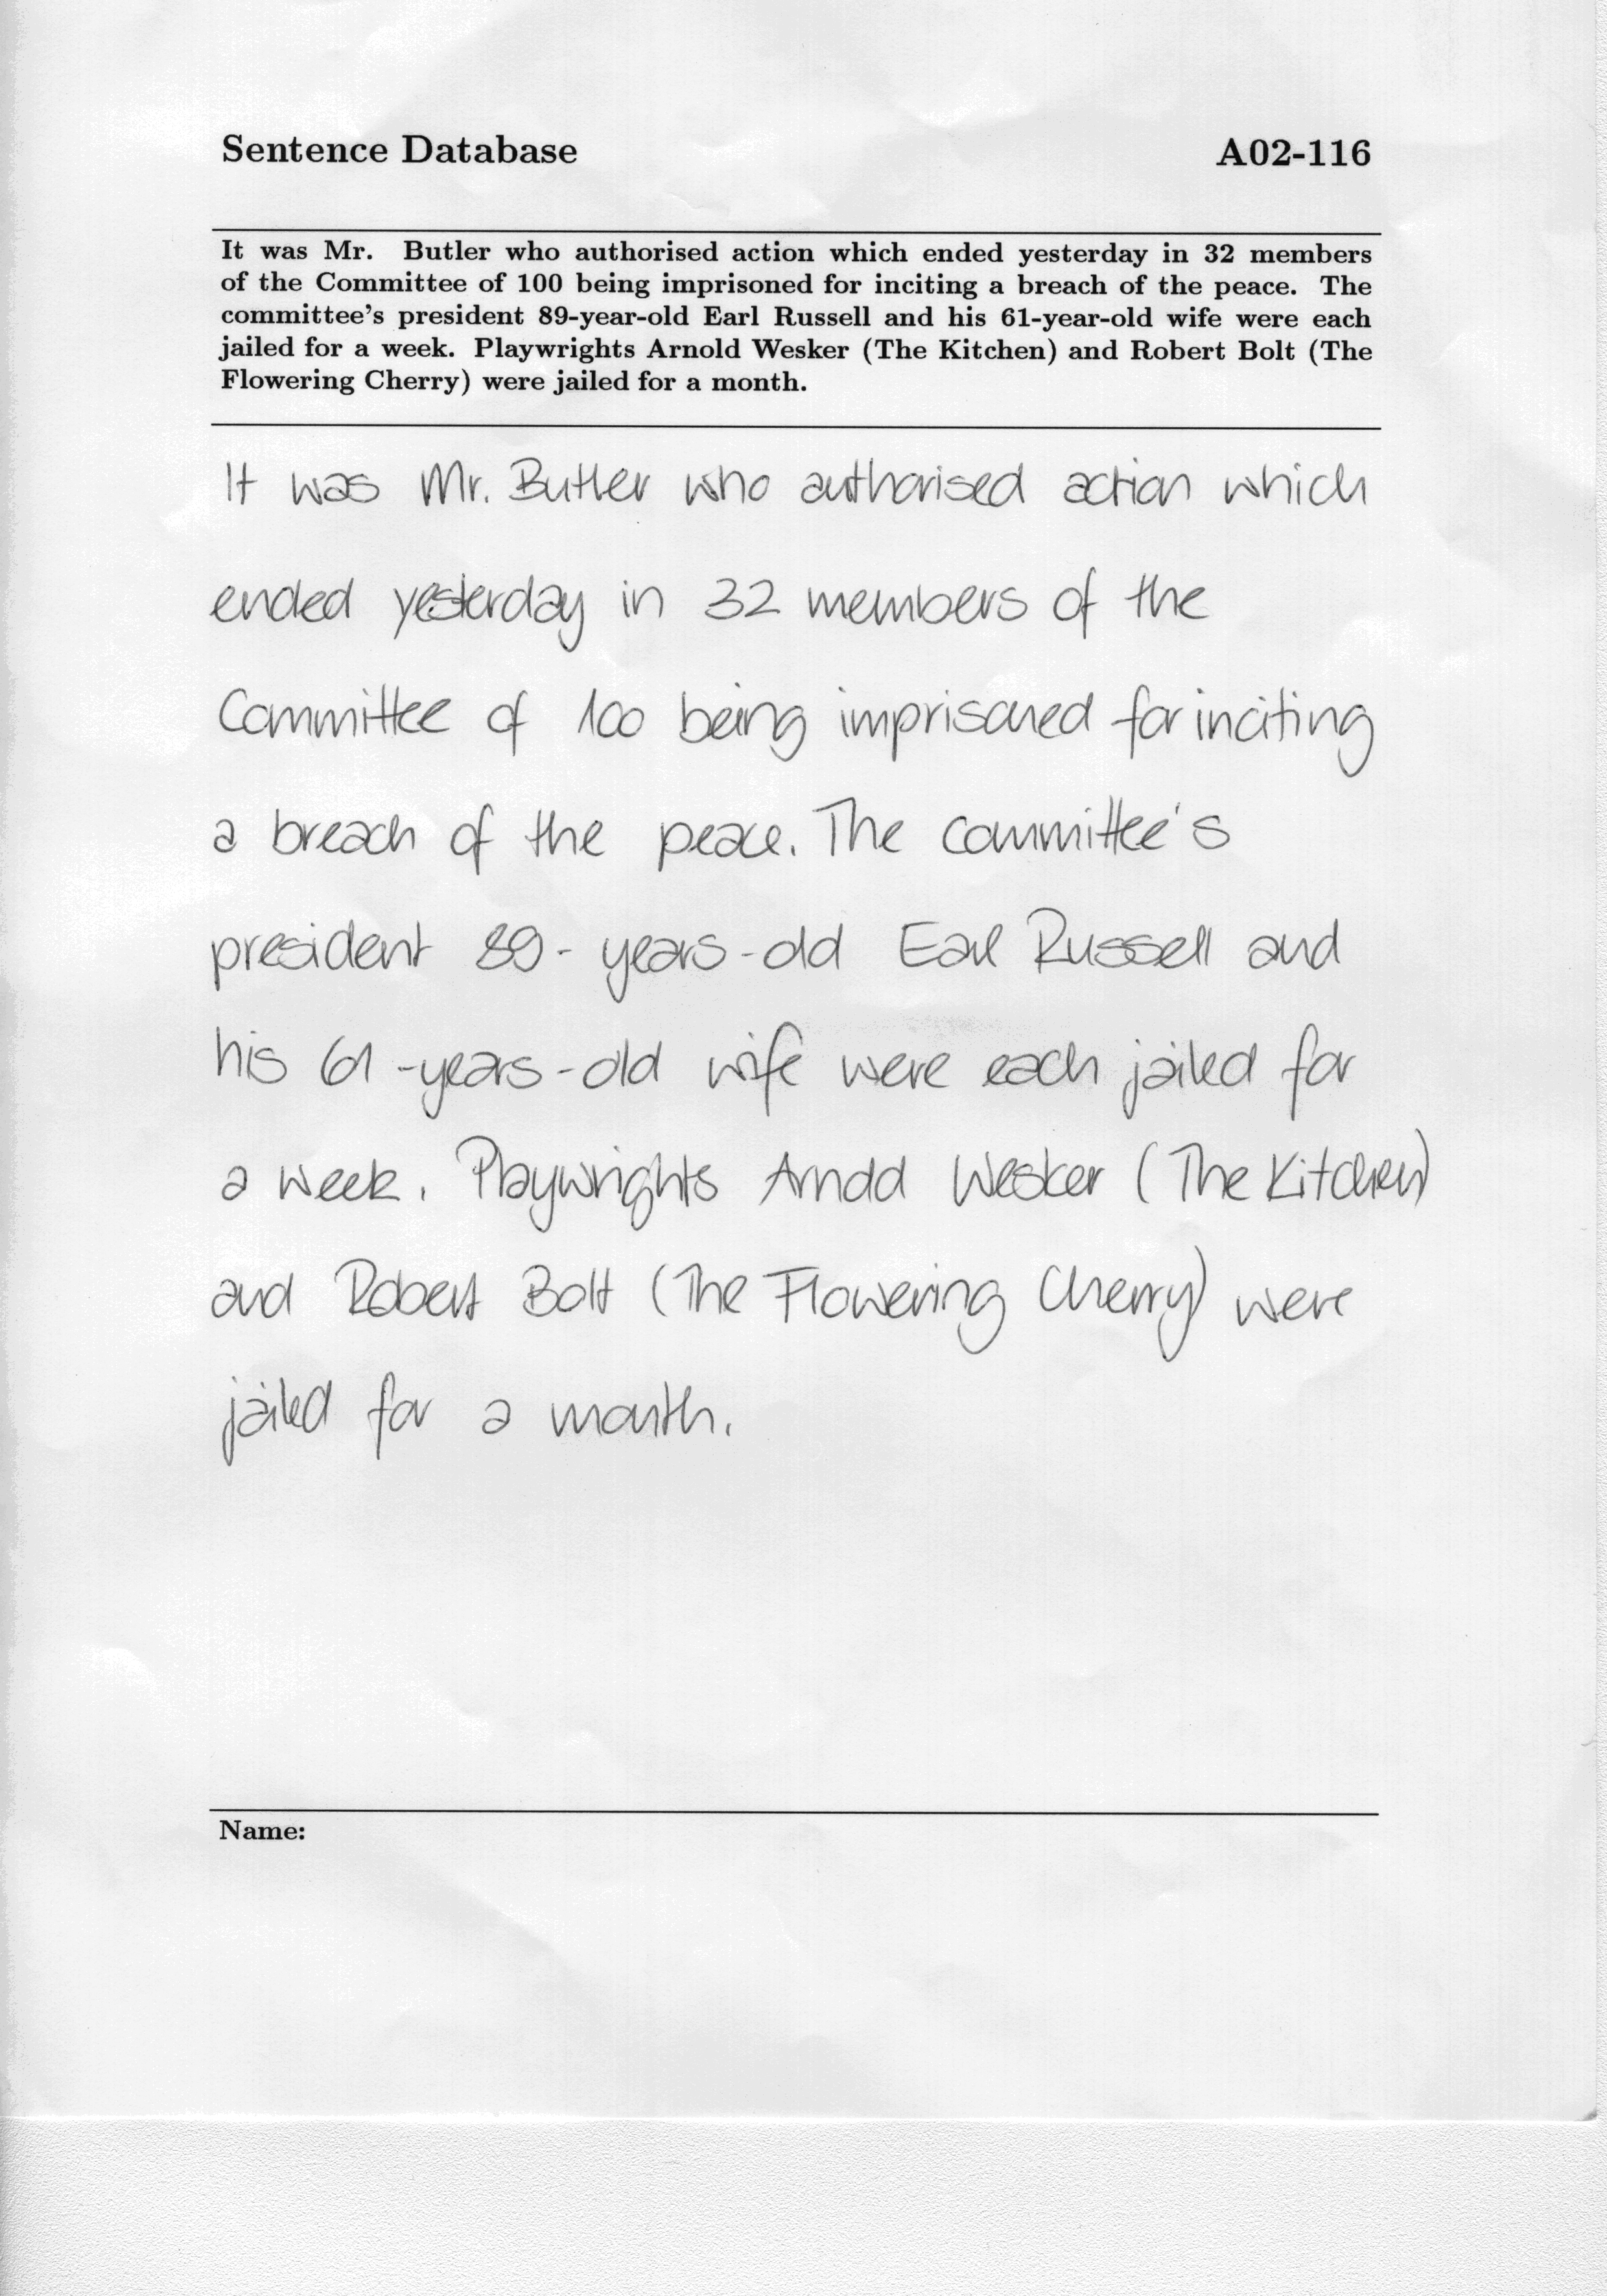 Sentence Database A02-116
It was Mr. Butler who authorised action which ended yesterday in 32 members
of the Committee of 100 being imprisoned for inciting a breach of the peace. The
committee's president 89-year-old Earl Russell and his 61-year-old wife were each
jailed for a week. Playwrights Arnold Wesker (The Kitchen) and Robert Bolt (The
Flowering Cherry) were jailed for a month.
It was Mr. Butler who authorised action which
ended yesterday in 32 members of the
Committee of 100 being imprisoned for inciting
a breach of the peace. The committee's
president 89-years-old Earl Russell and
his 61-years-old wife were each jailed for
a week. Playwrights Arnold Wesker (The Kitchen)
and Robert Bolt (The Flowering Cherry) were
jailed for a month.
Name: